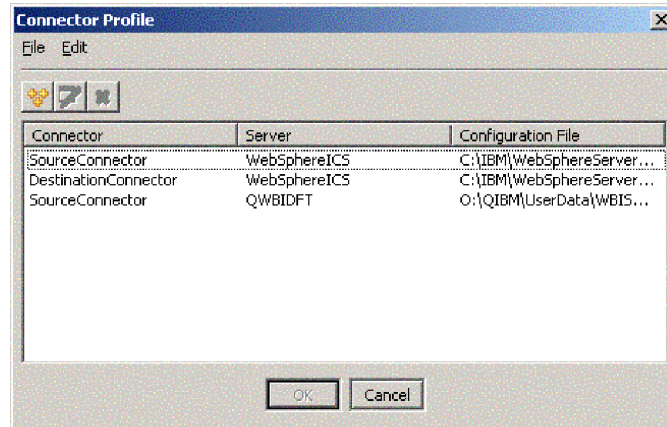 Connector Profile
File Edit
Connector Server Configuration File
SourceConnector WebSphereICS C:\IBM\WebSphereServer...
DestinationConnector WebSphereICS C:\IBM\WebSphereServer...
SourceConnector QWBIDFT O:\QIBM\UserData\WBIS...
OK Cancel